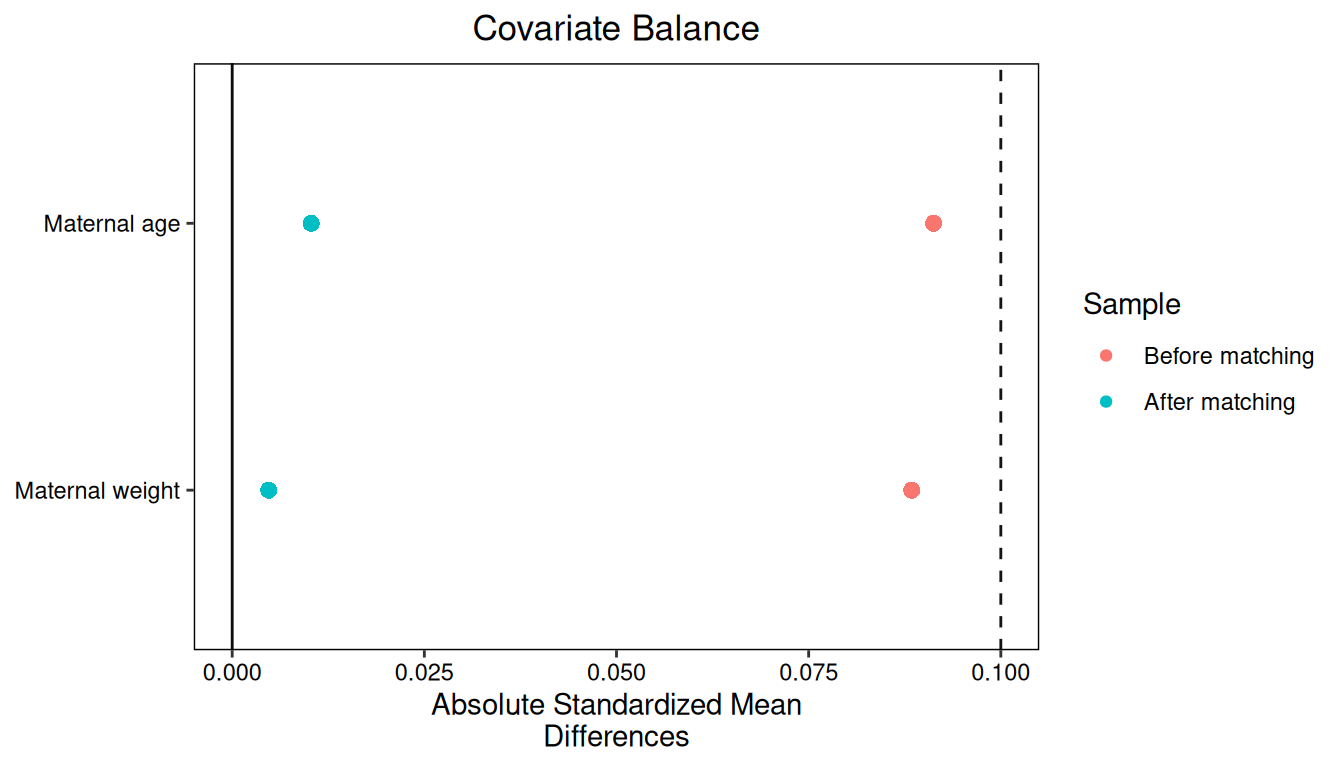 Covariate Balance
Maternal age
Maternal weight
0.000
0.025
0.050
0.075
0.100
Absolute Standardized Mean
Differences
Sample
Before matching
After matching